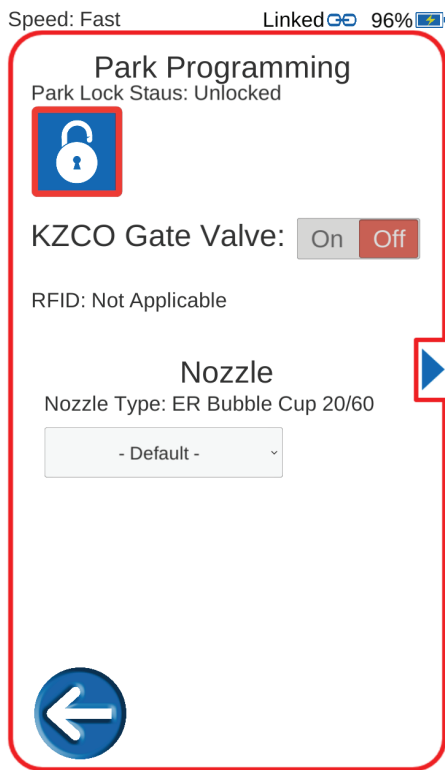 Speed: Fast Linked 96%
Park Programming
Park Lock Staus: Unlocked
KZCO Gate Valve: On Off
RFID: Not Applicable
Nozzle
Nozzle Type: ER Bubble Cup 20/60
- Default -